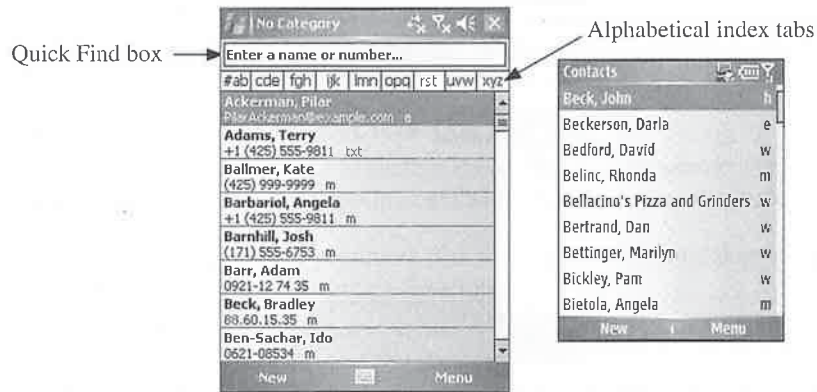 Quick Find box
Alphabetical index tabs
No Category
Enter a name or number...
#ab cde fgh ijk lmn opq rst uvw xyz
Ackerman, Pilar
PilarAckerman@example.com e
Adams, Terry
+1 (425) 555-9811 txt
Ballmer, Kate
(425) 999-9999 m
Barbariol, Angela
+1 (425) 555-9811 m
Barnhill, Josh
(171) 555-6753 m
Barr, Adam
0921-12 74 35 m
Beck, Bradley
88.60.15.35 m
Ben-Sachar, Ido
0621-08534 m
New Menu
Contacts
Beck, John h
Beckerson, Darla e
Bedford, David w
Belinc, Rhonda m
Bellacino's Pizza and Grinders w
Bertrand, Dan w
Bettinger, Marilyn w
Bickley, Pam w
Bietola, Angela m
New Menu